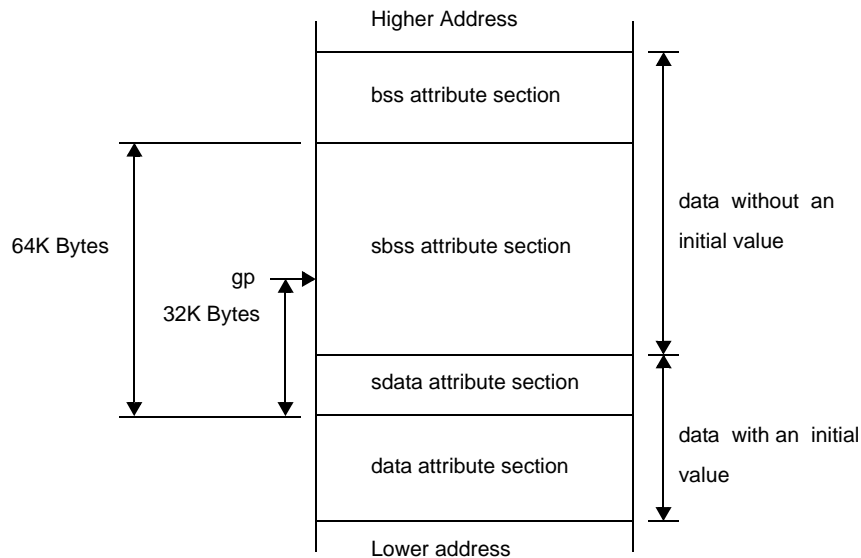 Higher Address
bss attribute section
data without an
initial value
64K Bytes
sbss attribute section
gp
32K Bytes
sdata attribute section
data with an initial
value
data attribute section
Lower address